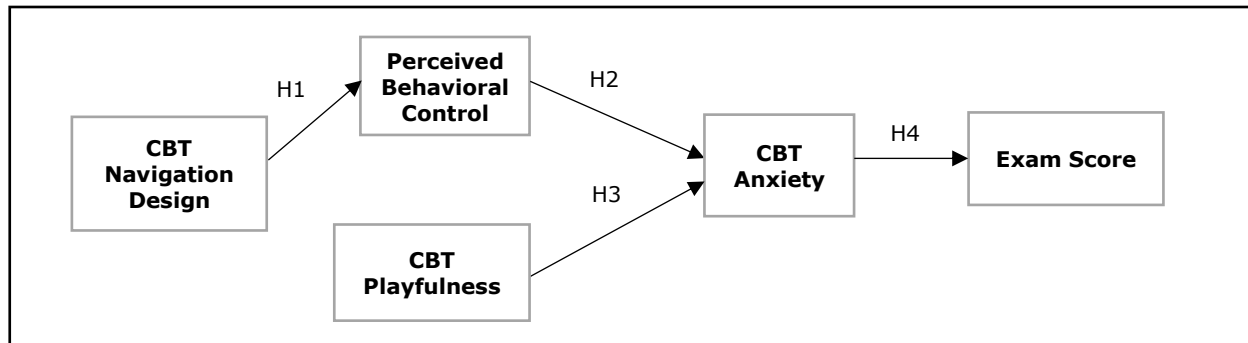 CBT
Navigation
Design
H1
Perceived
Behavioral
Control
H2
CBT
Playfulness
H3
CBT
Anxiety
H4
Exam Score